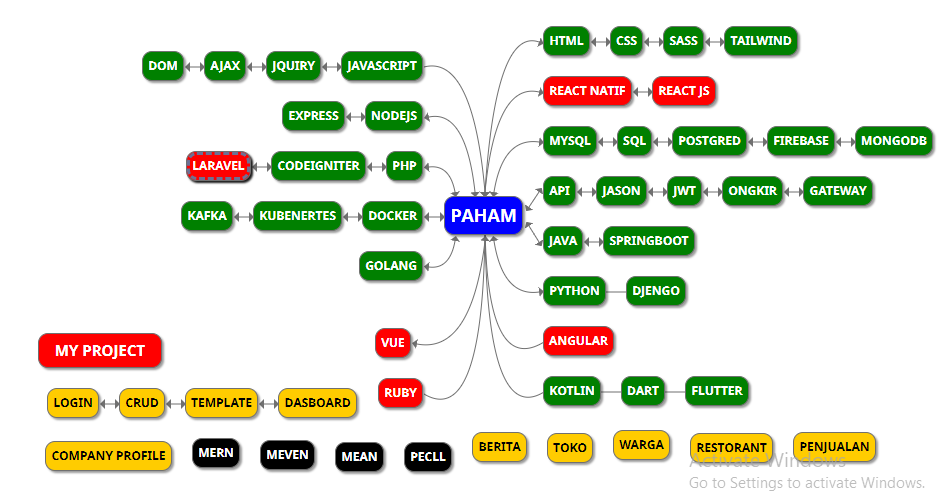 HTML CSS SASS TAILWIND
DOM AJAX JQUIRY JAVASCRIPT
REACT NATIF REACT JS
EXPRESS NODEJS
MYSQL SQL POSTGRED FIREBASE MONGODB
LARAVEL CODEIGNITER PHP
API JASON JWT ONGKIR GATEWAY
KAFKA KUBENERTES DOCKER
PAHAM
JAVA SPRINGBOOT
GOLANG
PYTHON DJENGO
VUE
ANGULAR
MY PROJECT
RUBY
KOTLIN DART FLUTTER
LOGIN CRUD TEMPLATE DASBOARD
COMPANY PROFILE MERN MEVEN MEAN PECLL
BERITA TOKO WARGA RESTORANT PENJUALAN
Activate Windows
Go to Settings to activate Windows.